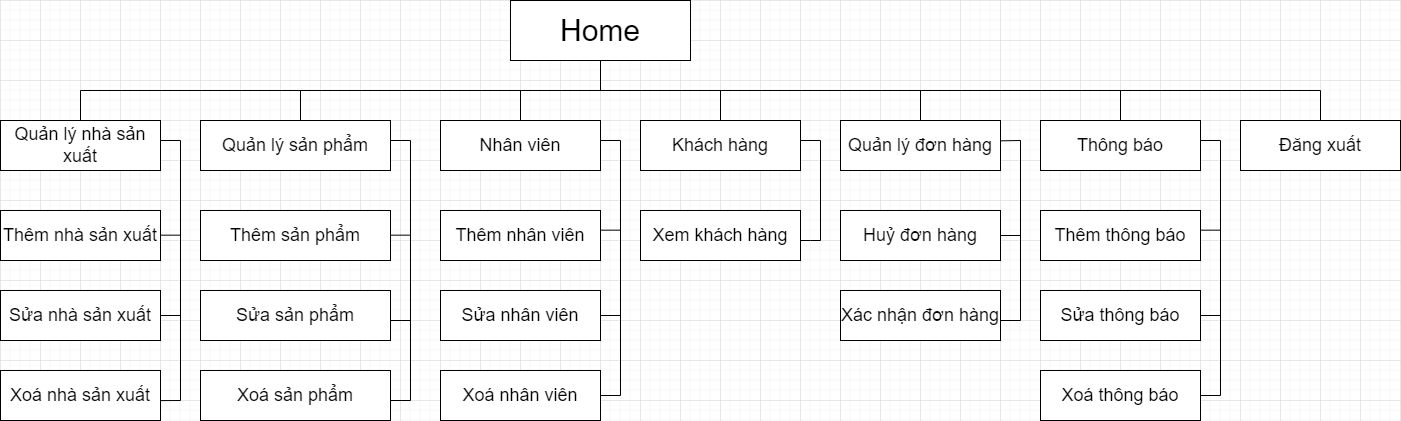 Home
Quản lý nhà sản
xuất
Quản lý sản phẩm
Nhân viên
Khách hàng
Quản lý đơn hàng
Thông báo
Đăng xuất
Thêm nhà sản xuất
Thêm sản phẩm
Thêm nhân viên
Xem khách hàng
Huỷ đơn hàng
Thêm thông báo
Sửa nhà sản xuất
Sửa sản phẩm
Sửa nhân viên
Xác nhận đơn hàng
Sửa thông báo
Xoá nhà sản xuất
Xoá sản phẩm
Xoá nhân viên
Xoá thông báo